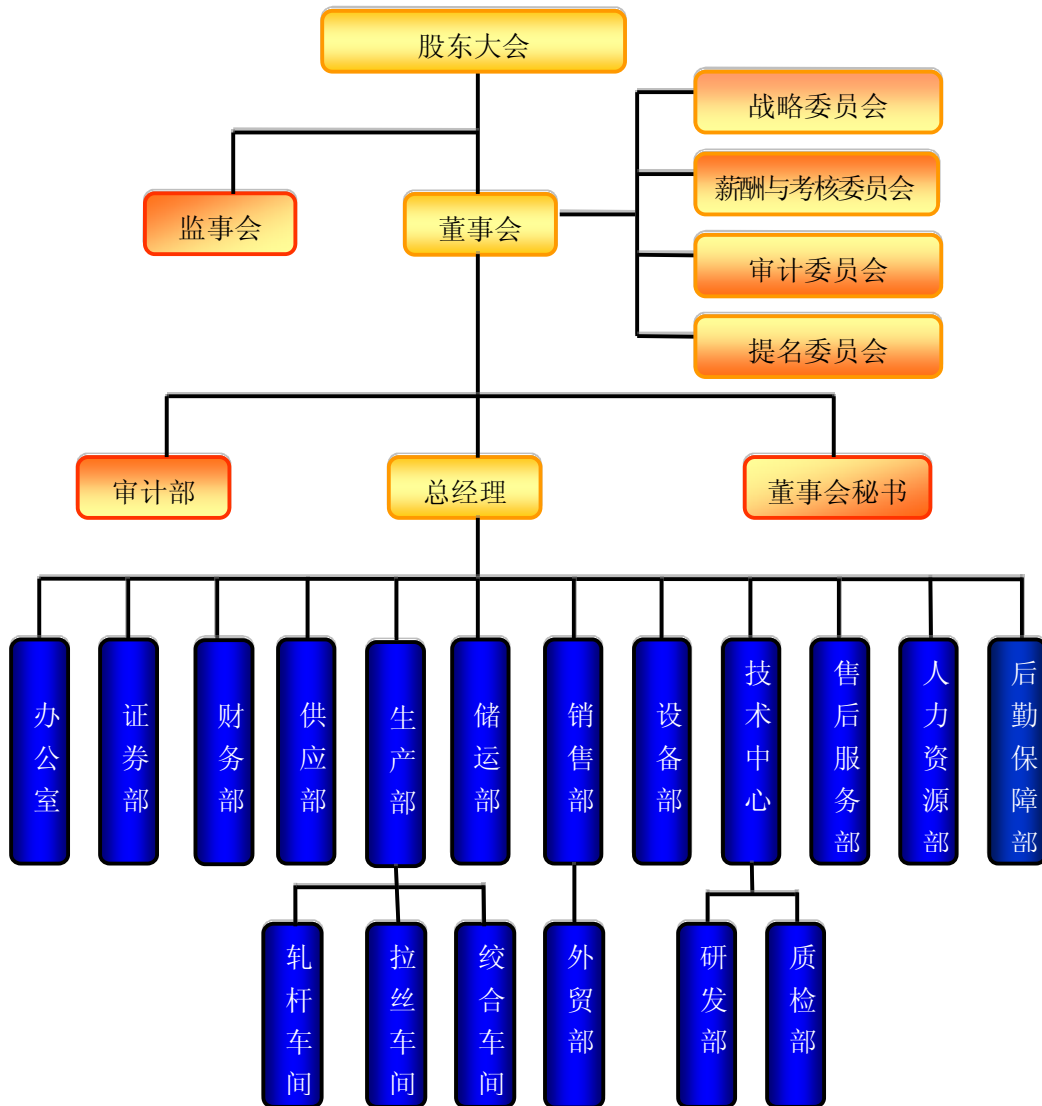 股东大会
战略委员会
薪酬与考核委员会
监事会
董事会
审计委员会
提名委员会
审计部
总经理
董事会秘书
办公室
证券部
财务部
供应部
生产部
储运部
销售部
设备部
技术中心
售后服务部
人力资源部
后勤保障部
轧杆车间
拉丝车间
绞合车间
外贸部
研发部
质检部